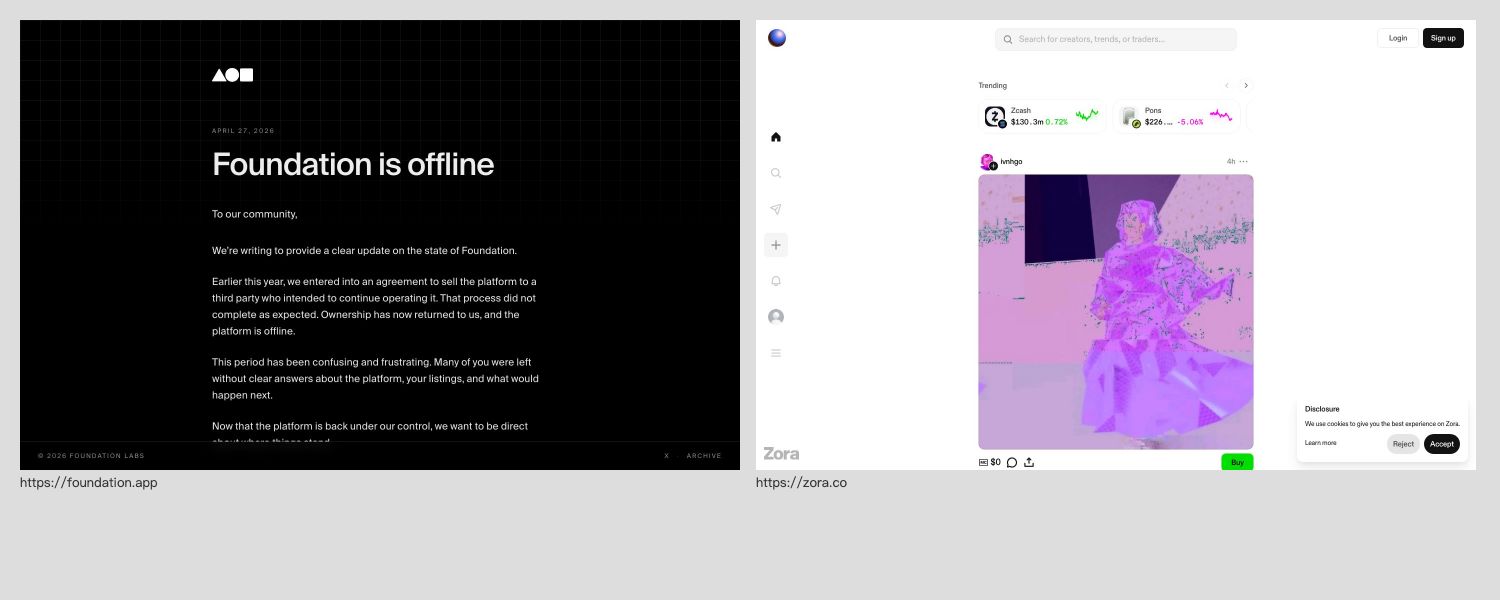 APRIL 27, 2026
Foundation is offline
To our community,
We're writing to provide a clear update on the state of Foundation.
Earlier this year, we entered into an agreement to sell the platform to a
third party who intended to continue operating it. That process did not
complete as expected. Ownership has now returned to us, and the
platform is offline.
This period has been confusing and frustrating. Many of you were left
without clear answers about the platform, your listings, and what would
happen next.
Now that the platform is back under our control, we want to be direct
about where things stand.
© 2026 FOUNDATION LABS
X · ARCHIVE
https://foundation.app
Search for creators, trends, or traders...
Login
Sign up
Trending
Zcash
$130.3m 0.72%
Pons
$226.... -5.06%
ivnhgo
4h
Disclosure
We use cookies to give you the best experience on Zora.
Learn more
Reject
Accept
Zora
$0
Buy
https://zora.co